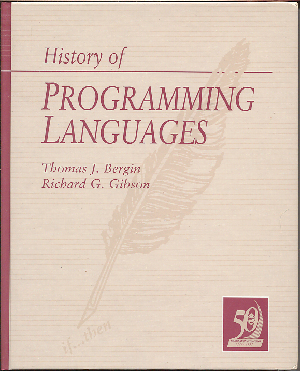 History of
PROGRAMMING
LANGUAGES
Thomas J. Bergin
Richard G. Gibson
if...then
50